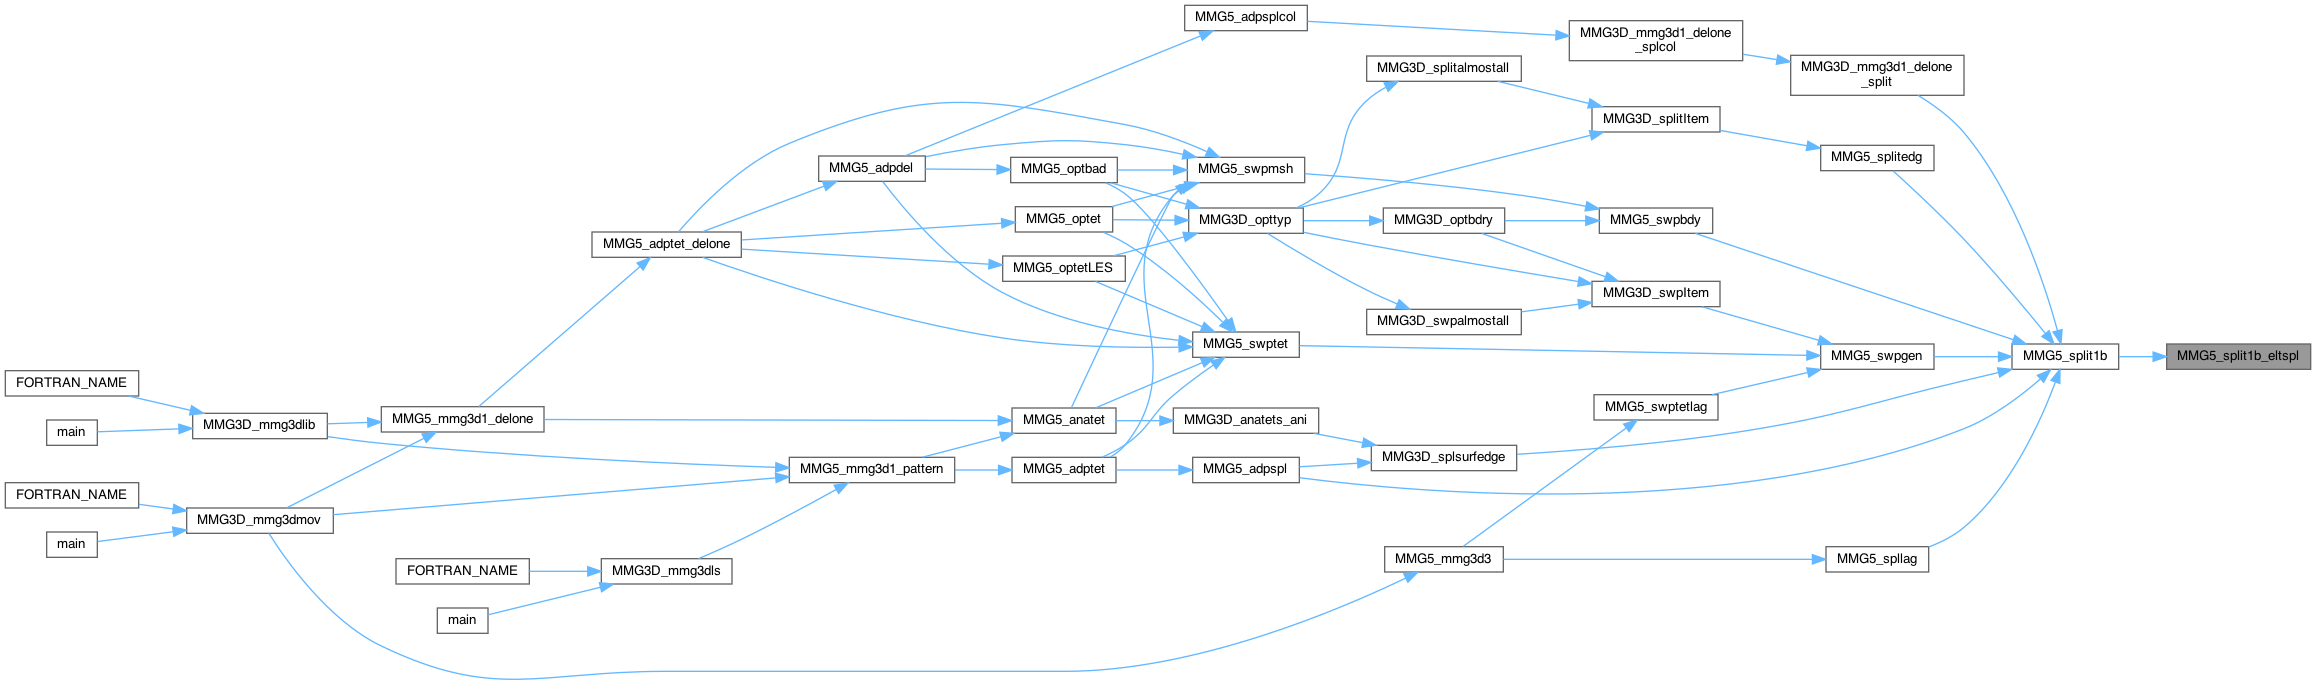 MMG5_adpsplcol
MMG3D_mmg3d1_delone
_splcol
MMG3D_splitalmostall
MMG3D_mmg3d1_delone
_split
MMG3D_splitItem
MMG5_splitedg
MMG5_adpdel
MMG5_optbad
MMG5_swpmsh
MMG5_optet
MMG3D_opttyp
MMG3D_optbdry
MMG5_swpbdy
MMG5_adptet_delone
MMG5_optetLES
MMG3D_swpItem
MMG3D_swpalmostall
MMG5_swptet
MMG5_swpgen
MMG5_split1b
MMG5_split1b_eltspl
FORTRAN_NAME
MMG5_swptetlag
main
MMG3D_mmg3dlib
MMG5_mmg3d1_delone
MMG5_anatet
MMG3D_anatets_ani
MMG3D_splsurfedge
MMG5_mmg3d1_pattern
MMG5_adptet
MMG5_adpspl
FORTRAN_NAME
MMG3D_mmg3dmov
main
MMG5_mmg3d3
MMG5_spllag
FORTRAN_NAME
MMG3D_mmg3dls
main